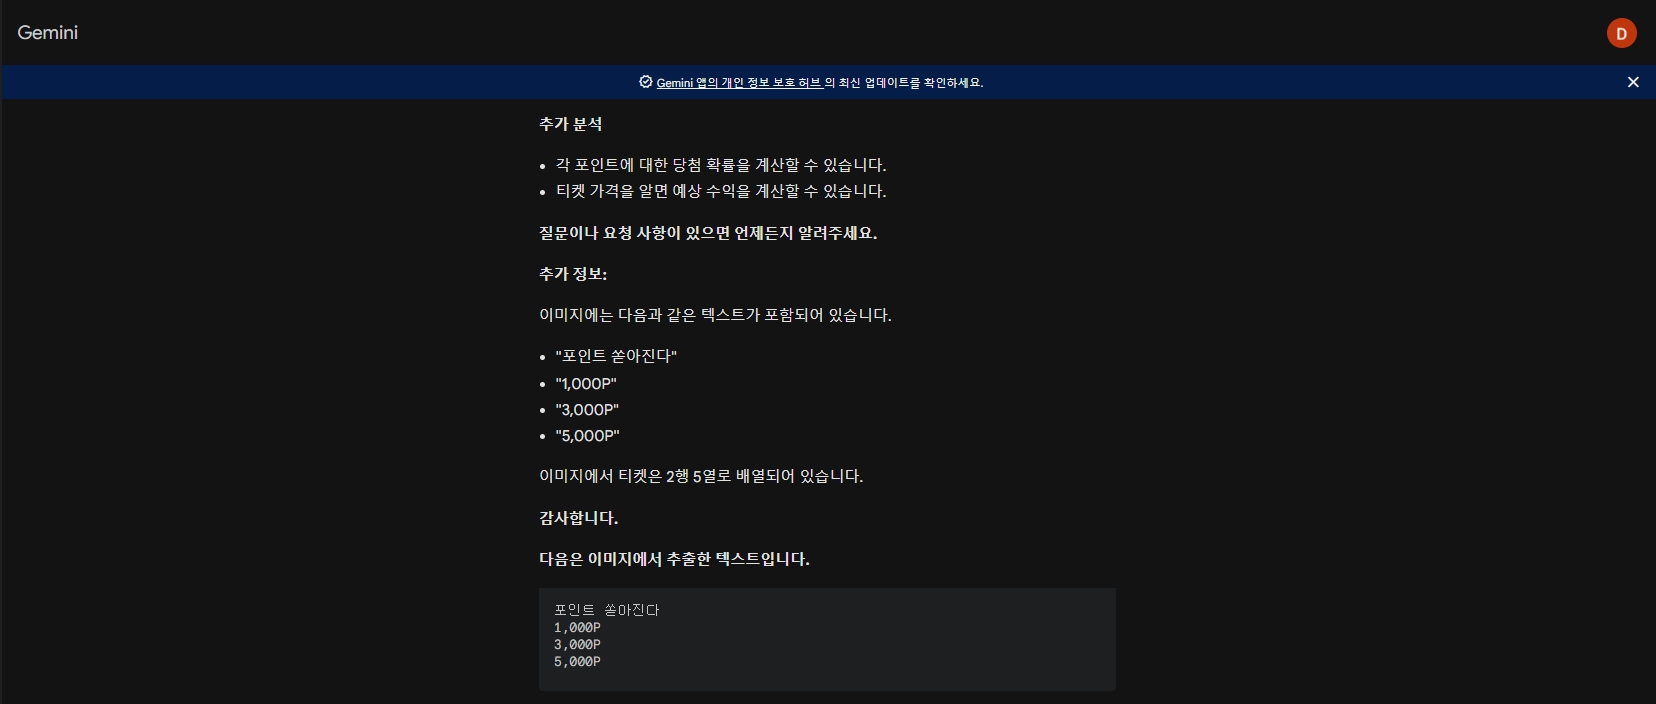 Gemini
D
Gemini 앱의 개인 정보 보호 허브 의 최신 업데이트를 확인하세요.
추가 분석
각 포인트에 대한 당첨 확률을 계산할 수 있습니다.
티켓 가격을 알면 예상 수익을 계산할 수 있습니다.
질문이나 요청 사항이 있으면 언제든지 알려주세요.
추가 정보:
이미지에는 다음과 같은 텍스트가 포함되어 있습니다.
"포인트 쏟아진다"
"1,000P"
"3,000P"
"5,000P"
이미지에서 티켓은 2행 5열로 배열되어 있습니다.
감사합니다.
다음은 이미지에서 추출한 텍스트입니다.
포인트 쏟아진다
1,000P
3,000P
5,000P